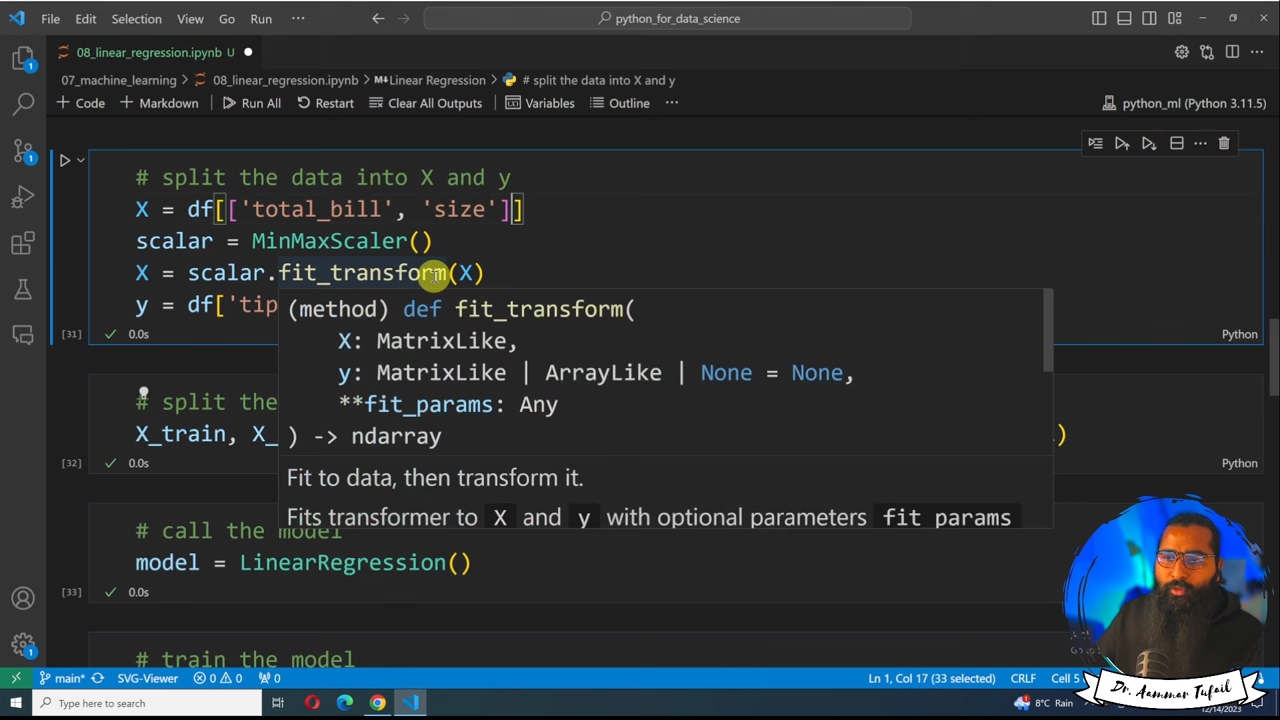 File Edit Selection View Go Run ··· python_for_data_science
08_linear_regression.ipynb U
07_machine_learning > 08_linear_regression.ipynb > Linear Regression > # split the data into X and y
+ Code + Markdown Run All Restart Clear All Outputs Variables Outline ··· python_ml (Python 3.11.5)
# split the data into X and y
X = df[['total_bill', 'size']]
scalar = MinMaxScaler()
X = scalar.fit_transform(X)
y = df['tip
[31] 0.0s Python
(method) def fit_transform(
X: MatrixLike,
y: MatrixLike | ArrayLike | None = None,
**fit_params: Any
) -> ndarray
Fit to data, then transform it.
Fits transformer to X and y with optional parameters fit_params
# split the
X_train, X_ )
[32] 0.0s Python
# call the model
model = LinearRegression()
[33] 0.0s
# train the model
main* SVG-Viewer 0 0 0 Ln 1, Col 17 (33 selected) CRLF Cell 5
Type here to search 8°C Rain 12/14/2023
Dr. Aammar Tufail